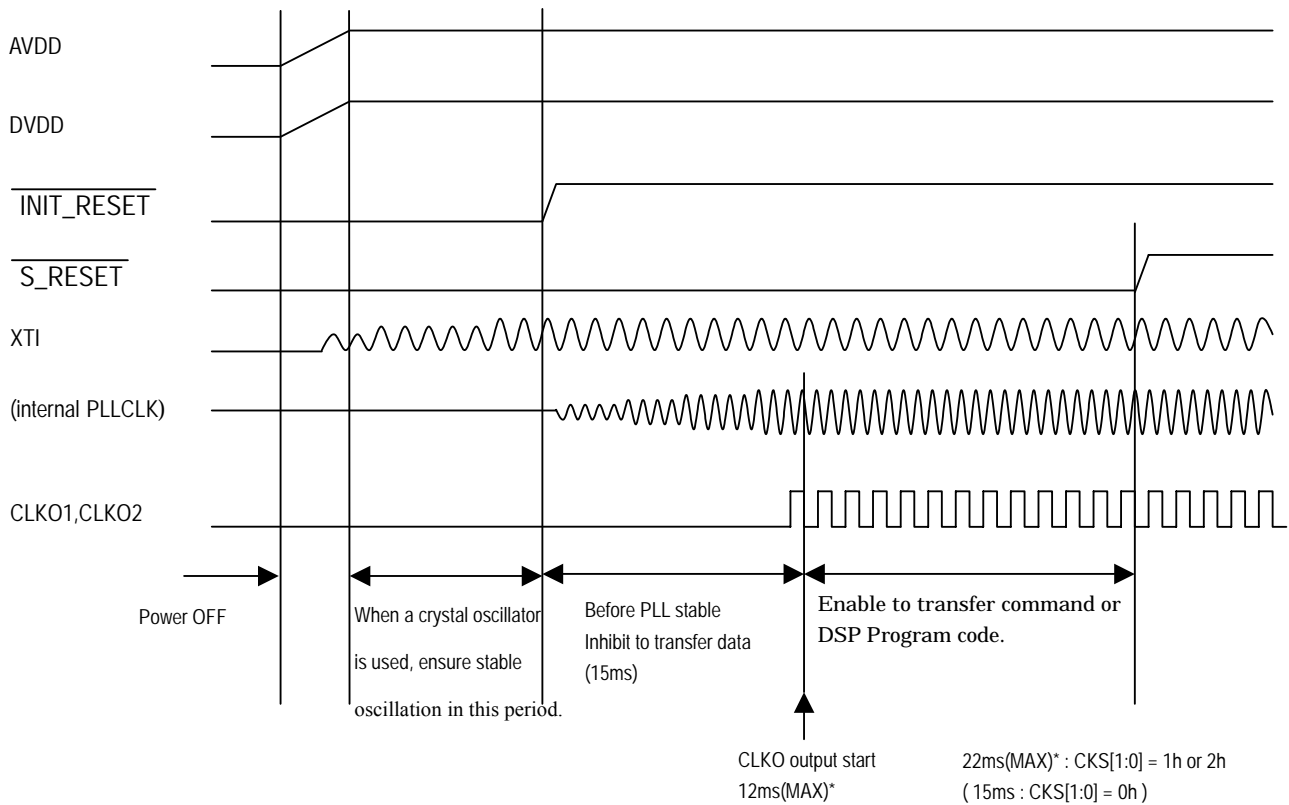 AVDD
DVDD
INIT_RESET
S_RESET
XTI
(internal PLLCLK)
CLKO1,CLKO2
Power OFF
When a crystal oscillator
is used, ensure stable
oscillation in this period.
Before PLL stable
Inhibit to transfer data
(15ms)
Enable to transfer command or
DSP Program code.
CLKO output start
12ms(MAX)*
22ms(MAX)* : CKS[1:0] = 1h or 2h
( 15ms : CKS[1:0] = 0h )